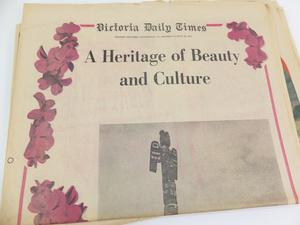 Victoria Daily Times
A Heritage of Beauty
and Culture